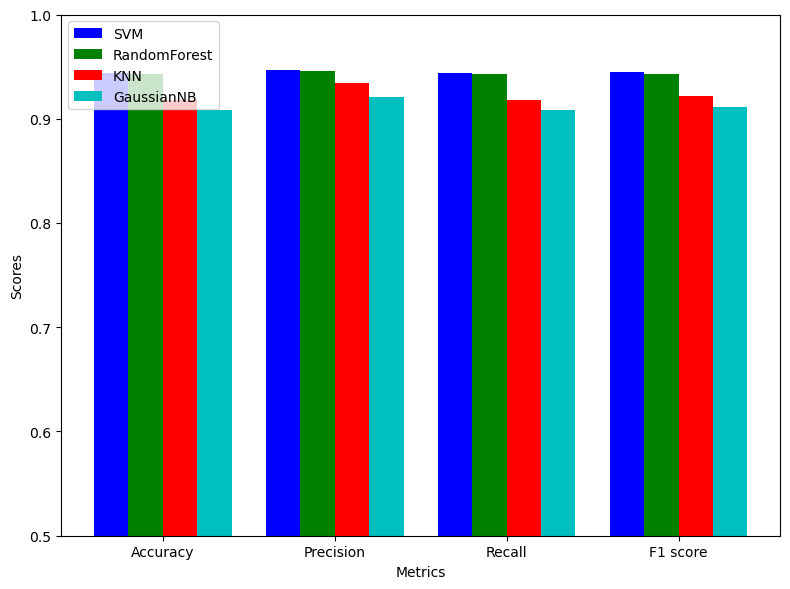 SVM
RandomForest
KNN
GaussianNB
1.0
0.9
0.8
0.7
0.6
0.5
Scores
Accuracy Precision Recall F1 score
Metrics